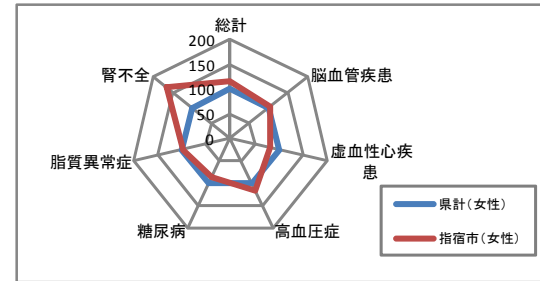 総計
200
150
100
50
0
脳血管疾患
虚血性心疾
患
高血圧症
糖尿病
脂質異常症
腎不全
県計(女性)
指宿市(女性)